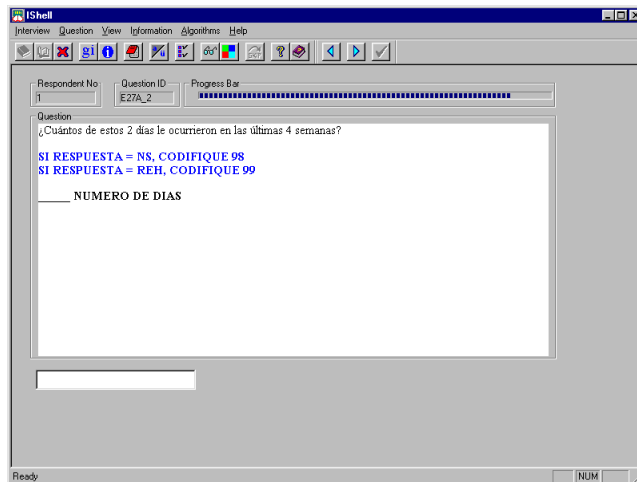 IShell
Interview Question View Information Algorithms Help
gi
Respondent No
Question ID
Progress Bar
1
E27A_2
Question
¿Cuántos de estos 2 días le ocurrieron en las últimas 4 semanas?
SI RESPUESTA = NS, CODIFIQUE 98
SI RESPUESTA = REH, CODIFIQUE 99
_____ NUMERO DE DIAS
Ready
NUM